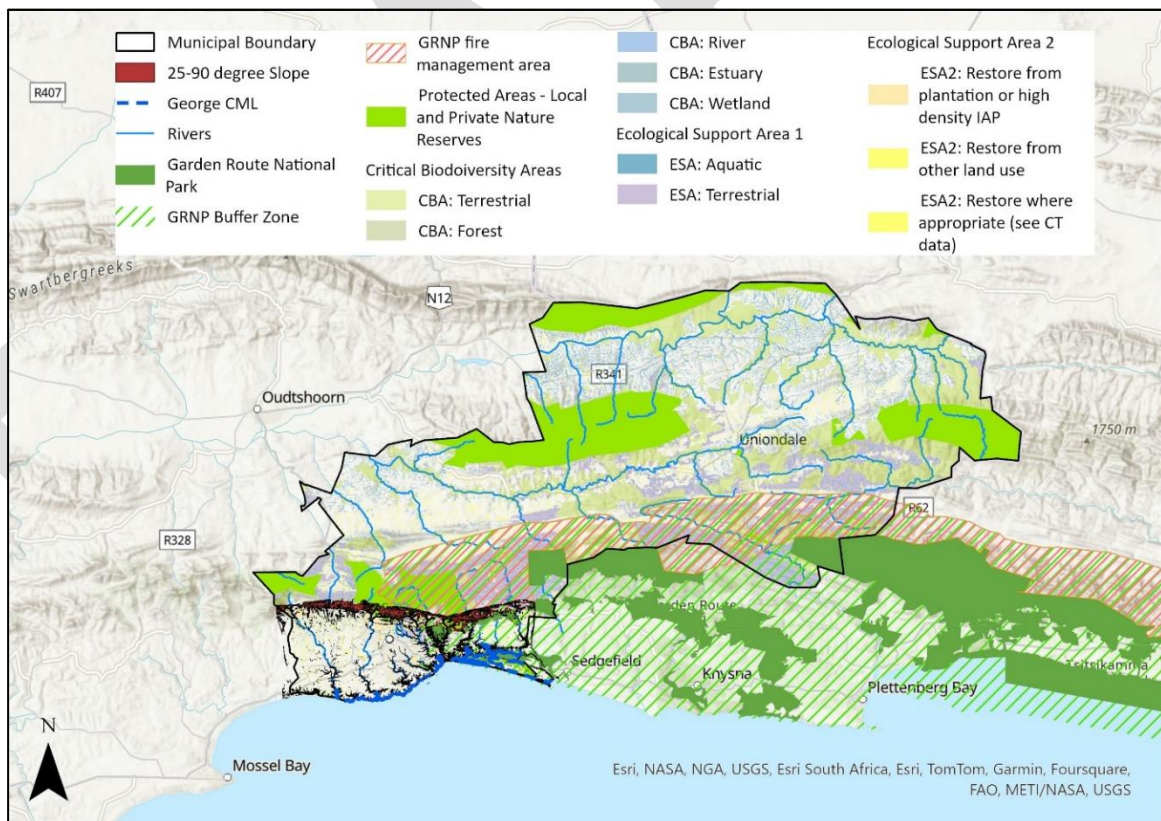 Municipal Boundary
25-90 degree Slope
George CML
Rivers
Garden Route National
Park
GRNP Buffer Zone
GRNP fire
management area
Protected Areas - Local
and Private Nature
Reserves
Critical Biodiversity Areas
CBA: Terrestrial
CBA: Forest
CBA: River
CBA: Estuary
CBA: Wetland
Ecological Support Area 1
ESA: Aquatic
ESA: Terrestrial
Ecological Support Area 2
ESA2: Restore from
plantation or high
density IAP
ESA2: Restore from
other land use
ESA2: Restore where
appropriate (see CT
data)
R407
Swartbergreeks
N12
R341
Oudtshoorn
1750 m
Uniondale
R62
R328
Route
Sedgefield
Knysna
Tsitsikamma
Plettenberg Bay
N
Mossel Bay
Esri, NASA, NGA, USGS, Esri South Africa, Esri, TomTom, Garmin, Foursquare,
FAO, METI/NASA, USGS